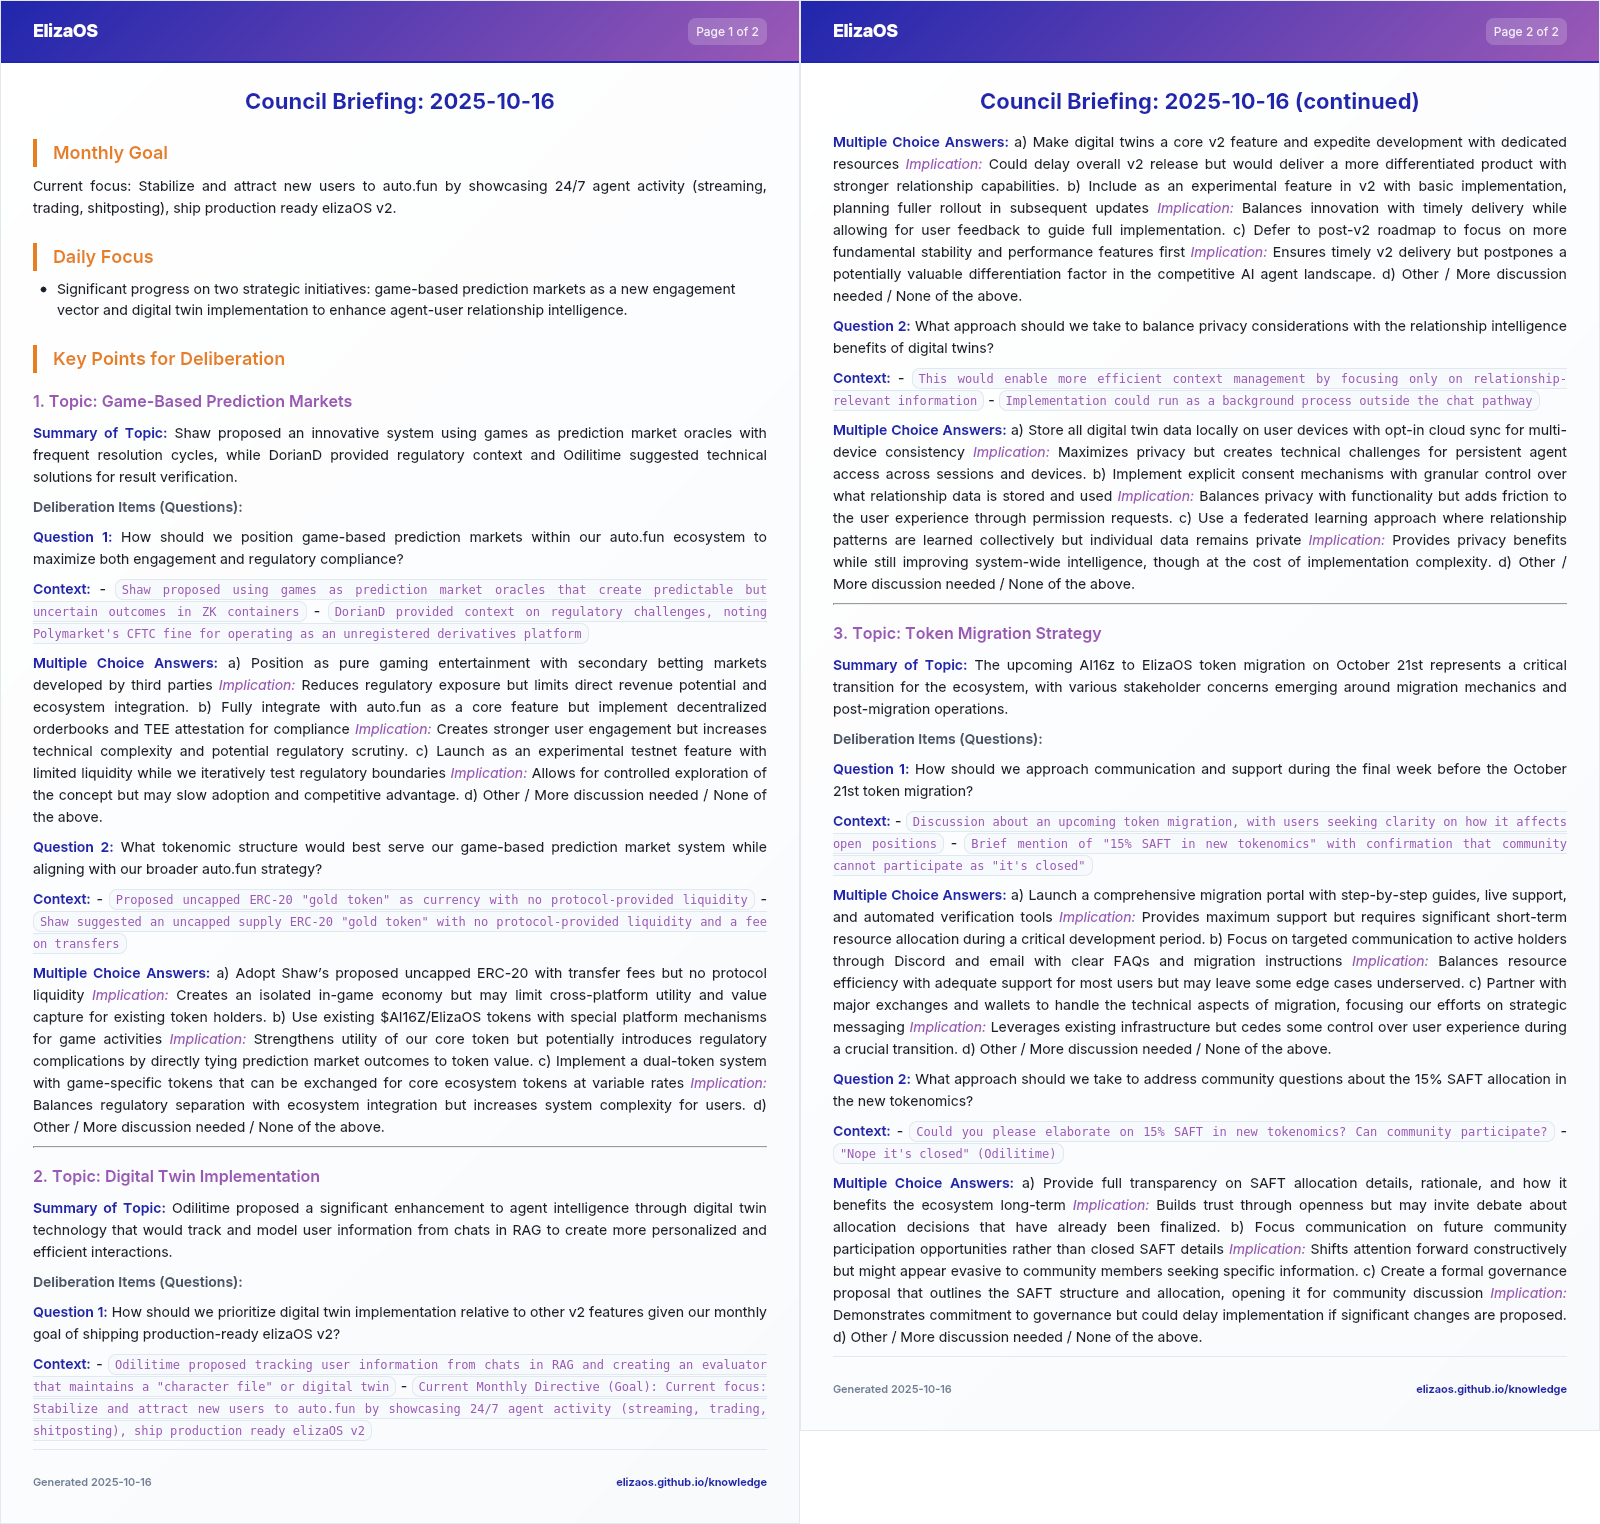 ElizaOS
Page 1 of 2
Council Briefing: 2025-10-16
Monthly Goal
Current focus: Stabilize and attract new users to auto.fun by showcasing 24/7 agent activity (streaming,
trading, shitposting), ship production ready elizaOS v2.
Daily Focus
• Significant progress on two strategic initiatives: game-based prediction markets as a new engagement
vector and digital twin implementation to enhance agent-user relationship intelligence.
Key Points for Deliberation
1. Topic: Game-Based Prediction Markets
Summary of Topic: Shaw proposed an innovative system using games as prediction market oracles with
frequent resolution cycles, while DorianD provided regulatory context and Odilitime suggested technical
solutions for result verification.
Deliberation Items (Questions):
Question 1: How should we position game-based prediction markets within our auto.fun ecosystem to
maximize both engagement and regulatory compliance?
Context: - Shaw proposed using games as prediction market oracles that create predictable but
uncertain outcomes in ZK containers - DorianD provided context on regulatory challenges, noting
Polymarket's CFTC fine for operating as an unregistered derivatives platform
Multiple Choice Answers: a) Position as pure gaming entertainment with secondary betting markets
developed by third parties Implication: Reduces regulatory exposure but limits direct revenue potential and
ecosystem integration. b) Fully integrate with auto.fun as a core feature but implement decentralized
orderbooks and TEE attestation for compliance Implication: Creates stronger user engagement but increases
technical complexity and potential regulatory scrutiny. c) Launch as an experimental testnet feature with
limited liquidity while we iteratively test regulatory boundaries Implication: Allows for controlled exploration of
the concept but may slow adoption and competitive advantage. d) Other / More discussion needed / None of
the above.
Question 2: What tokenomic structure would best serve our game-based prediction market system while
aligning with our broader auto.fun strategy?
Context: - Proposed uncapped ERC-20 "gold token" as currency with no protocol-provided liquidity -
Shaw suggested an uncapped supply ERC-20 "gold token" with no protocol-provided liquidity and a fee
on transfers
Multiple Choice Answers: a) Adopt Shaw's proposed uncapped ERC-20 with transfer fees but no protocol
liquidity Implication: Creates an isolated in-game economy but may limit cross-platform utility and value
capture for existing token holders. b) Use existing $AI16Z/ElizaOS tokens with special platform mechanisms
for game activities Implication: Strengthens utility of our core token but potentially introduces regulatory
complications by directly tying prediction market outcomes to token value. c) Implement a dual-token system
with game-specific tokens that can be exchanged for core ecosystem tokens at variable rates Implication:
Balances regulatory separation with ecosystem integration but increases system complexity for users. d)
Other / More discussion needed / None of the above.
2. Topic: Digital Twin Implementation
Summary of Topic: Odilitime proposed a significant enhancement to agent intelligence through digital twin
technology that would track and model user information from chats in RAG to create more personalized and
efficient interactions.
Deliberation Items (Questions):
Question 1: How should we prioritize digital twin implementation relative to other v2 features given our monthly
goal of shipping production-ready elizaOS v2?
Context: - Odilitime proposed tracking user information from chats in RAG and creating an evaluator
that maintains a "character file" or digital twin - Current Monthly Directive (Goal): Current focus:
Stabilize and attract new users to auto.fun by showcasing 24/7 agent activity (streaming, trading,
shitposting), ship production ready elizaOS v2
Generated 2025-10-16
elizaos.github.io/knowledge
ElizaOS
Page 2 of 2
Council Briefing: 2025-10-16 (continued)
Multiple Choice Answers: a) Make digital twins a core v2 feature and expedite development with dedicated
resources Implication: Could delay overall v2 release but would deliver a more differentiated product with
stronger relationship capabilities. b) Include as an experimental feature in v2 with basic implementation,
planning fuller rollout in subsequent updates Implication: Balances innovation with timely delivery while
allowing for user feedback to guide full implementation. c) Defer to post-v2 roadmap to focus on more
fundamental stability and performance features first Implication: Ensures timely v2 delivery but postpones a
potentially valuable differentiation factor in the competitive AI agent landscape. d) Other / More discussion
needed / None of the above.
Question 2: What approach should we take to balance privacy considerations with the relationship intelligence
benefits of digital twins?
Context: - This would enable more efficient context management by focusing only on relationship-
relevant information - Implementation could run as a background process outside the chat pathway
Multiple Choice Answers: a) Store all digital twin data locally on user devices with opt-in cloud sync for multi-
device consistency Implication: Maximizes privacy but creates technical challenges for persistent agent
access across sessions and devices. b) Implement explicit consent mechanisms with granular control over
what relationship data is stored and used Implication: Balances privacy with functionality but adds friction to
the user experience through permission requests. c) Use a federated learning approach where relationship
patterns are learned collectively but individual data remains private Implication: Provides privacy benefits
while still improving system-wide intelligence, though at the cost of implementation complexity. d) Other /
More discussion needed / None of the above.
3. Topic: Token Migration Strategy
Summary of Topic: The upcoming AI16z to ElizaOS token migration on October 21st represents a critical
transition for the ecosystem, with various stakeholder concerns emerging around migration mechanics and
post-migration operations.
Deliberation Items (Questions):
Question 1: How should we approach communication and support during the final week before the October
21st token migration?
Context: - Discussion about an upcoming token migration, with users seeking clarity on how it affects
open positions - Brief mention of "15% SAFT in new tokenomics" with confirmation that community
cannot participate as "it's closed"
Multiple Choice Answers: a) Launch a comprehensive migration portal with step-by-step guides, live support,
and automated verification tools Implication: Provides maximum support but requires significant short-term
resource allocation during a critical development period. b) Focus on targeted communication to active holders
through Discord and email with clear FAQs and migration instructions Implication: Balances resource
efficiency with adequate support for most users but may leave some edge cases underserved. c) Partner with
major exchanges and wallets to handle the technical aspects of migration, focusing our efforts on strategic
messaging Implication: Leverages existing infrastructure but cedes some control over user experience during
a crucial transition. d) Other / More discussion needed / None of the above.
Question 2: What approach should we take to address community questions about the 15% SAFT allocation in
the new tokenomics?
Context: - Could you please elaborate on 15% SAFT in new tokenomics? Can community participate? -
"Nope it's closed" (Odilitime)
Multiple Choice Answers: a) Provide full transparency on SAFT allocation details, rationale, and how it
benefits the ecosystem long-term Implication: Builds trust through openness but may invite debate about
allocation decisions that have already been finalized. b) Focus communication on future community
participation opportunities rather than closed SAFT details Implication: Shifts attention forward constructively
but might appear evasive to community members seeking specific information. c) Create a formal governance
proposal that outlines the SAFT structure and allocation, opening it for community discussion Implication:
Demonstrates commitment to governance but could delay implementation if significant changes are proposed.
d) Other / More discussion needed / None of the above.
Generated 2025-10-16
elizaos.github.io/knowledge